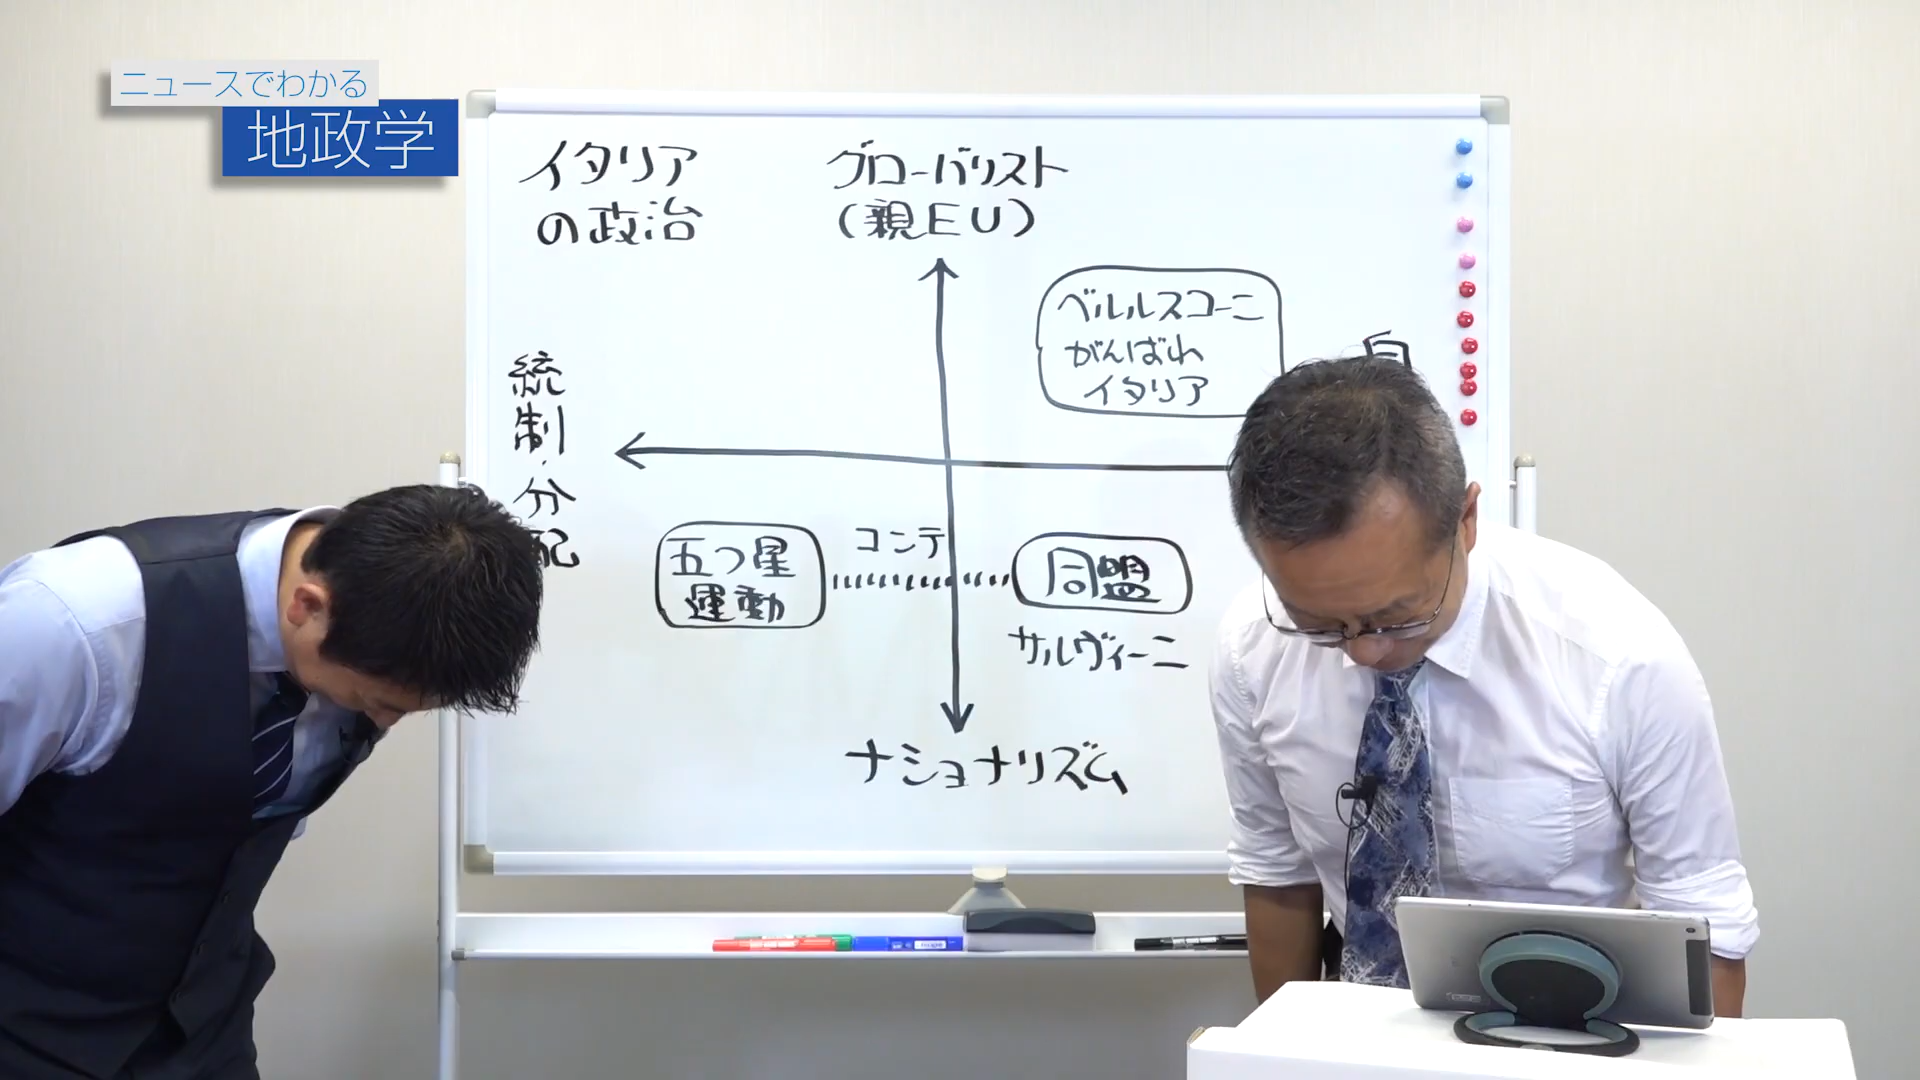 ニュースでわかる
地政学
イタリア
の政治
グローバリスト
(親EU)
ベルルスコーニ
がんばれ
イタリア
統制・分配
五つ星
運動
コンテ
同盟
サルヴィーニ
ナショナリズム